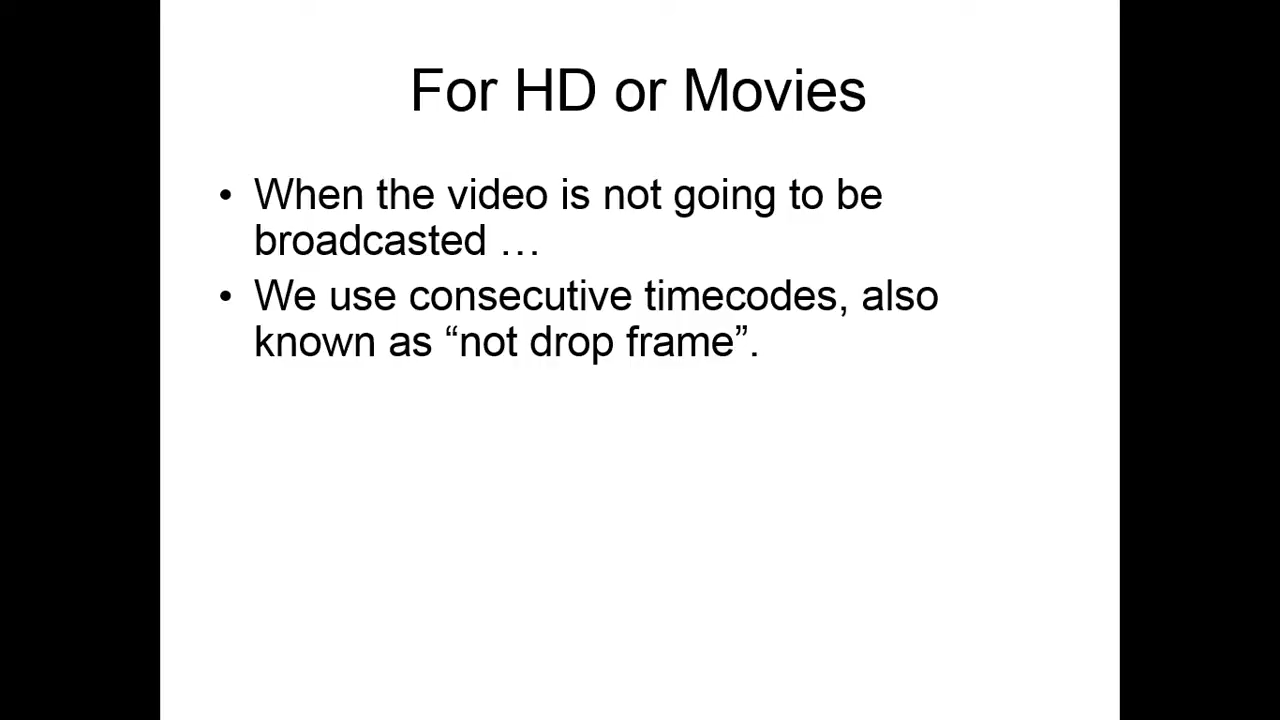 For HD or Movies
• When the video is not going to be
broadcasted …
• We use consecutive timecodes, also
known as “not drop frame”.